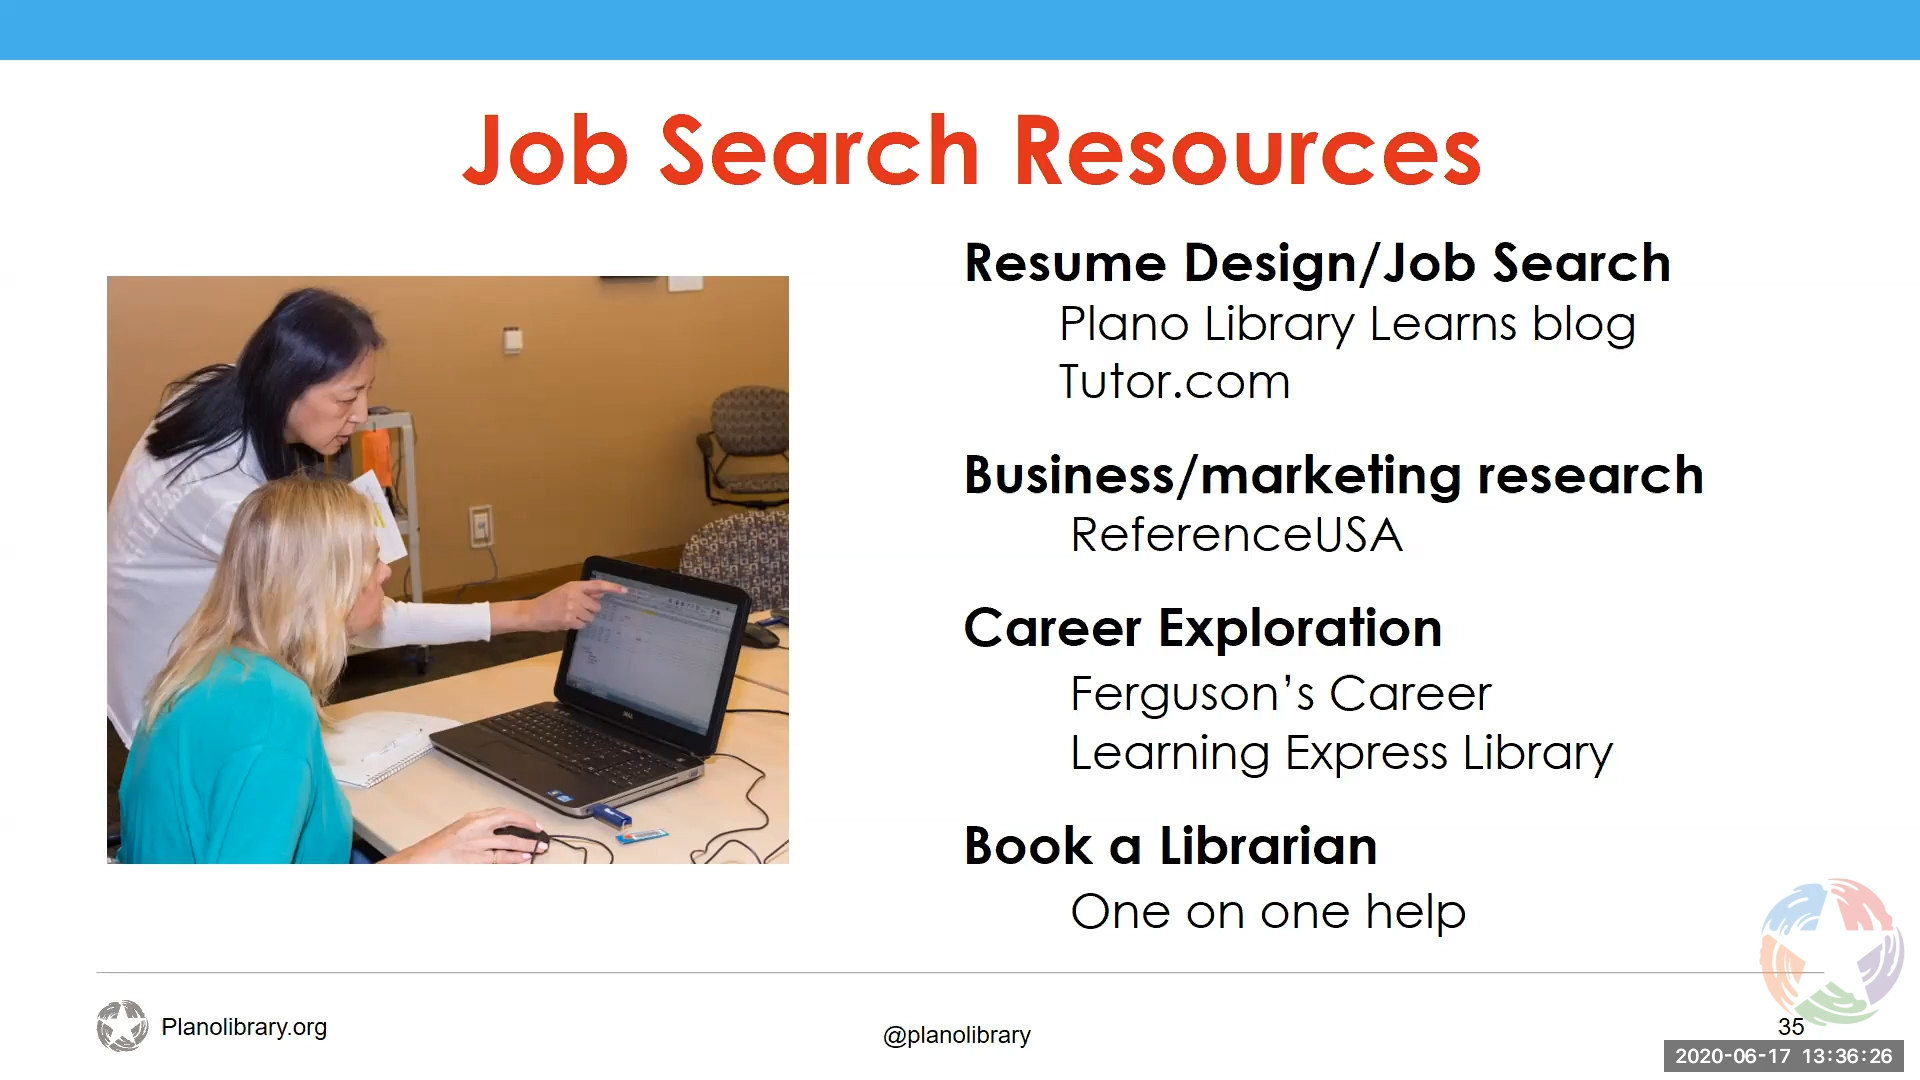 Job Search Resources
Resume Design/Job Search
Plano Library Learns blog
Tutor.com
Business/marketing research
ReferenceUSA
Career Exploration
Ferguson’s Career
Learning Express Library
Book a Librarian
One on one help
Planolibrary.org
@planolibrary
35
2020-06-17 13:36:26